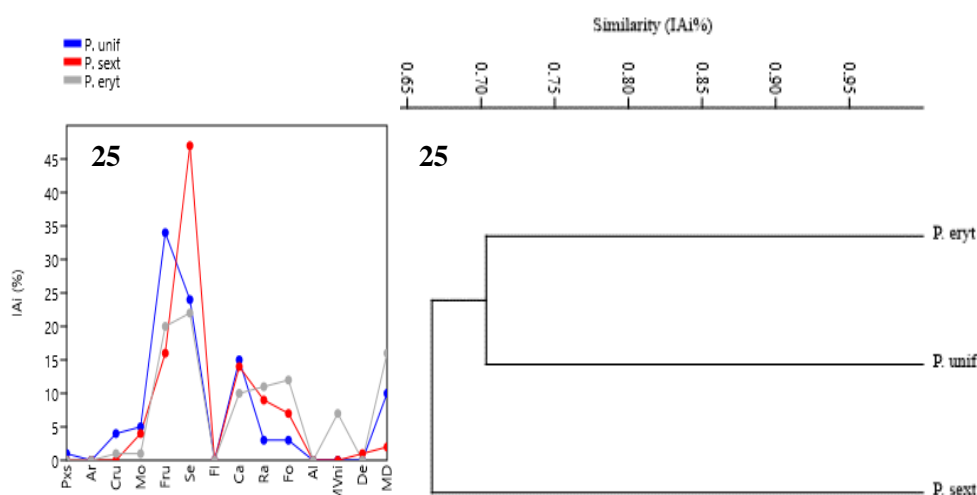 Similarity (IAi%)
P. unif
P. sext
P. eryt
0.65 0.70 0.75 0.80 0.85 0.90 0.95
25
25
45
40
35
30
25
20
15
10
5
0
IAi (%)
Pxs Ar Cru Mo Fru Se Fl Ca Ra Fo Al MVni De MD
P. eryt
P. unif
P. sext